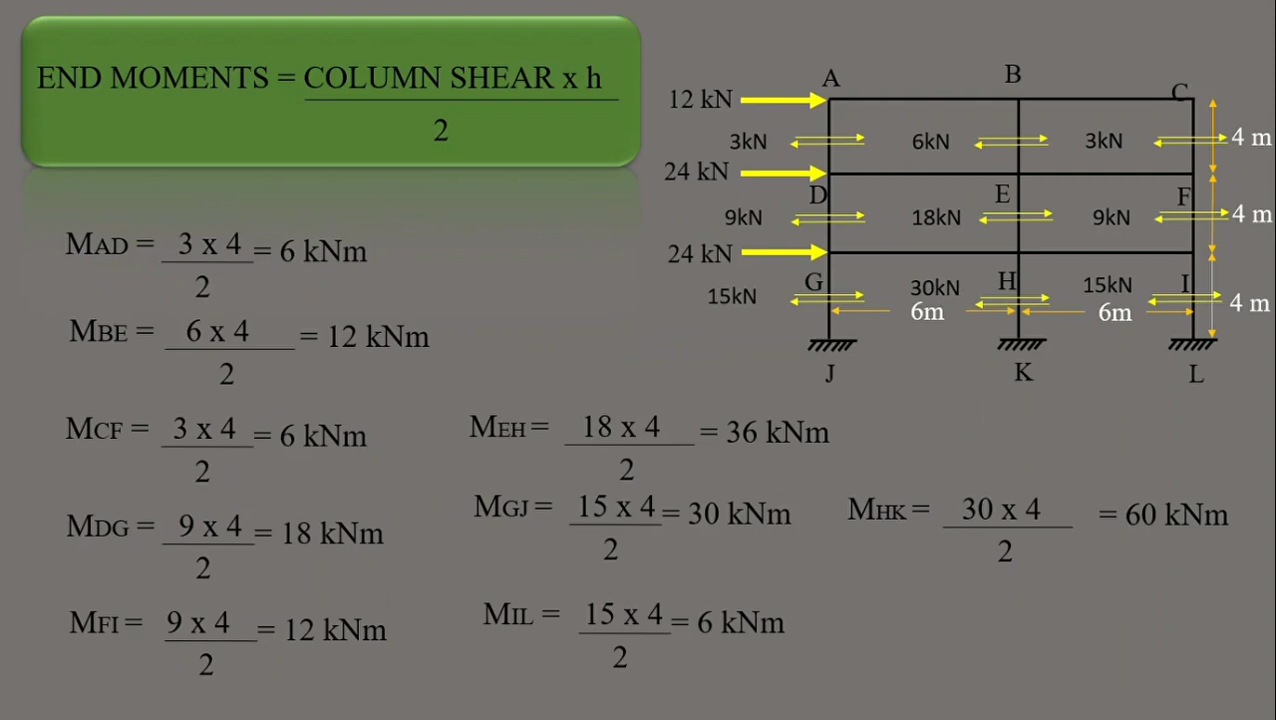 END MOMENTS = COLUMN SHEAR x h
2
MAD = 3 x 4 = 6 kNm
2
MBE = 6 x 4 = 12 kNm
2
MCF = 3 x 4 = 6 kNm
2
MDG = 9 x 4 = 18 kNm
2
MFI = 9 x 4 = 12 kNm
2
MEH = 18 x 4 = 36 kNm
2
MGJ = 15 x 4 = 30 kNm
2
MIL = 15 x 4 = 6 kNm
2
MHK = 30 x 4 = 60 kNm
2
A B C
12 kN
3kN 6kN 3kN 4 m
24 kN
D E F
9kN 18kN 9kN 4 m
24 kN
G H I
15kN 30kN 15kN 4 m
6m 6m
J K L